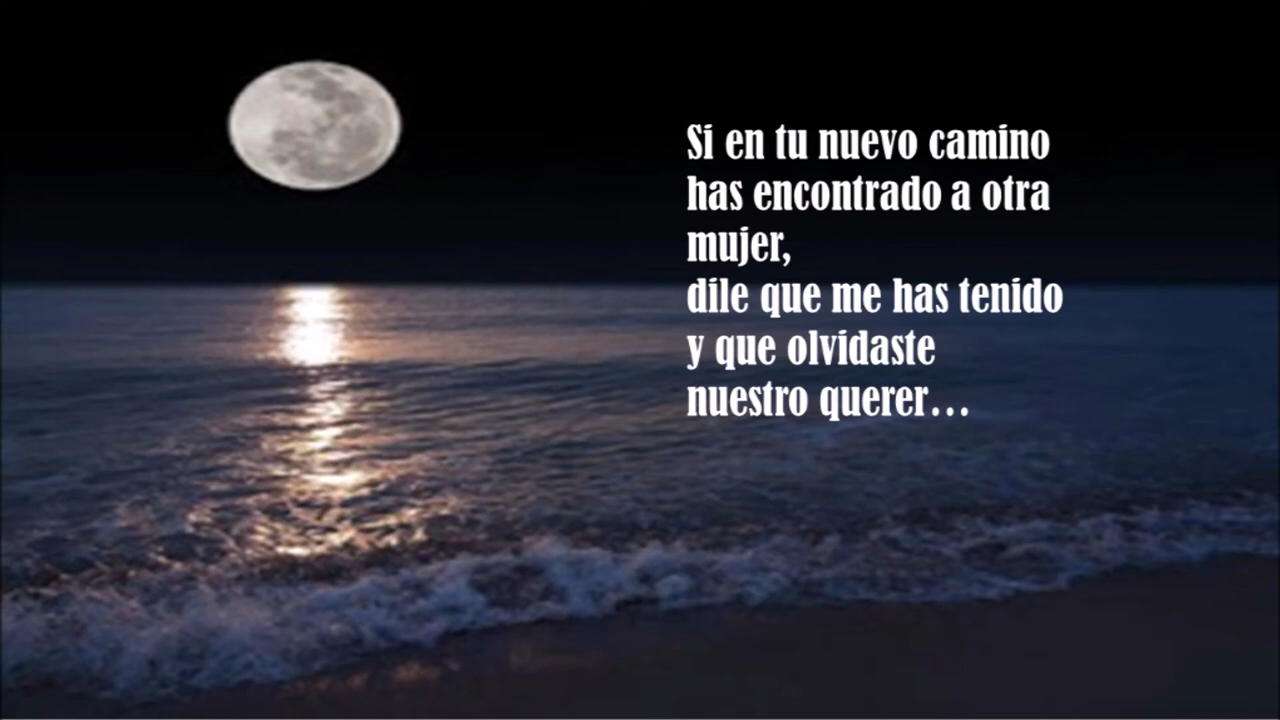 Si en tu nuevo camino
has encontrado a otra
mujer,
dile que me has tenido
y que olvidaste
nuestro querer...